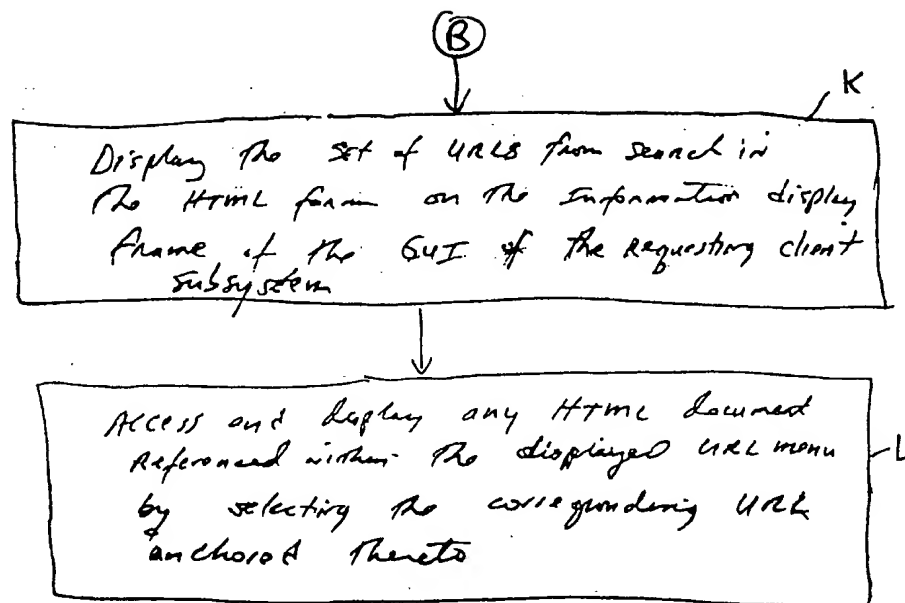 B
K
Display the set of URLs from search in
the HTML form on the Information display
frame of the GUI of the requesting client
subsystem
Access and display any HTML document
Referenced within the displayed URL menu
L
by selecting the corresponding URL
anchored thereto